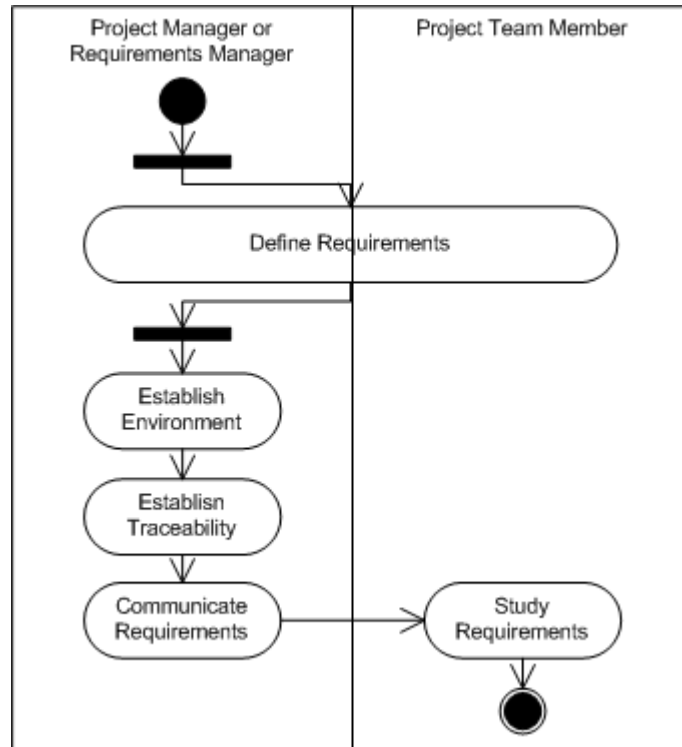 Project Manager or
Requirements Manager
Project Team Member
Define Requirements
Establish
Environment
Establisn
Traceability
Communicate
Requirements
Study
Requirements